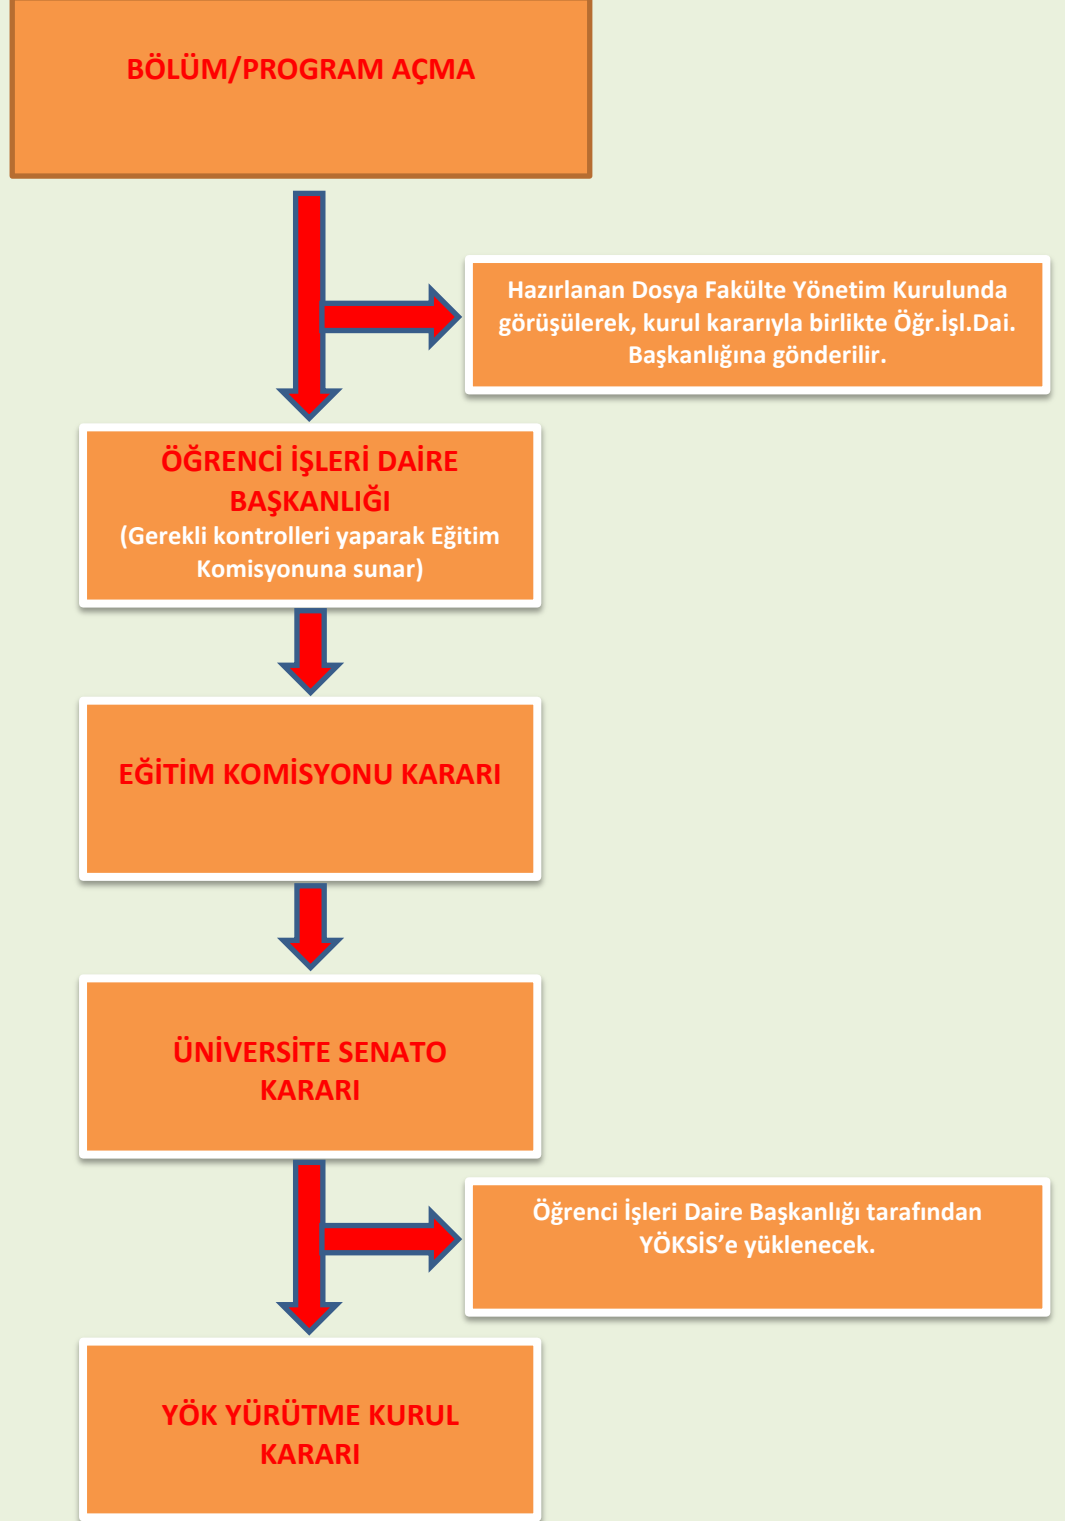 BÖLÜM/PROGRAM AÇMA
Hazırlanan Dosya Fakülte Yönetim Kurulunda
görüşülerek, kurul kararıyla birlikte Öğr.İşl.Dai.
Başkanlığına gönderilir.
ÖĞRENCİ İŞLERİ DAİRE
BAŞKANLIĞI
(Gerekli kontrolleri yaparak Eğitim
Komisyonuna sunar)
EĞİTİM KOMİSYONU KARARI
ÜNİVERSİTE SENATO
KARARI
Öğrenci İşleri Daire Başkanlığı tarafından
YÖKSİS’e yüklenecek.
YÖK YÜRÜTME KURUL
KARARI